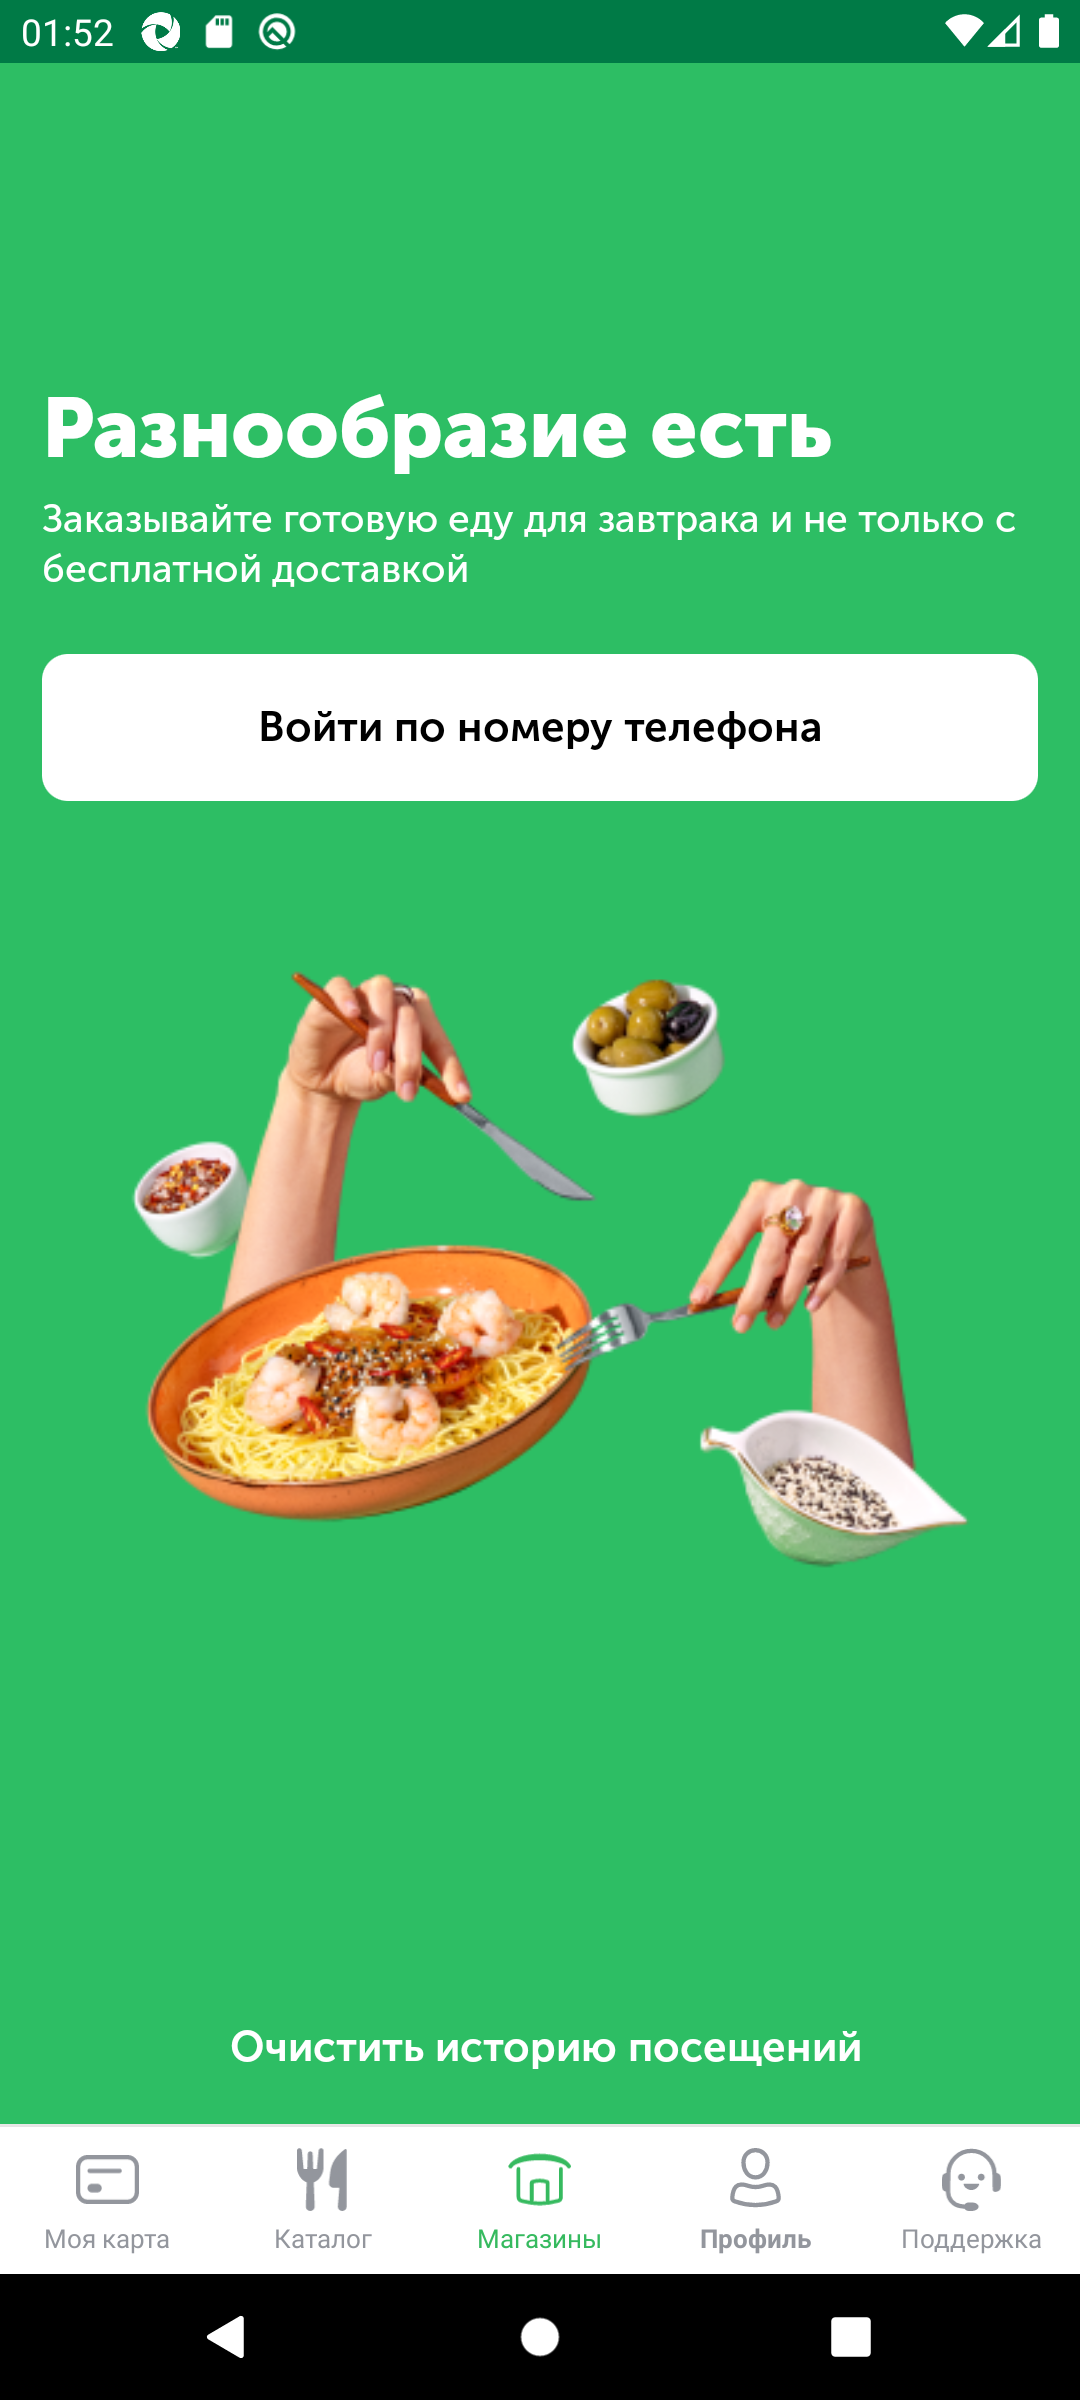 01:52
Разнообразие есть
Заказывайте готовую еду для завтрака и не только с
бесплатной доставкой
Войти по номеру телефона
Очистить историю посещений
Моя карта
Каталог
Магазины
Профиль
Поддержка